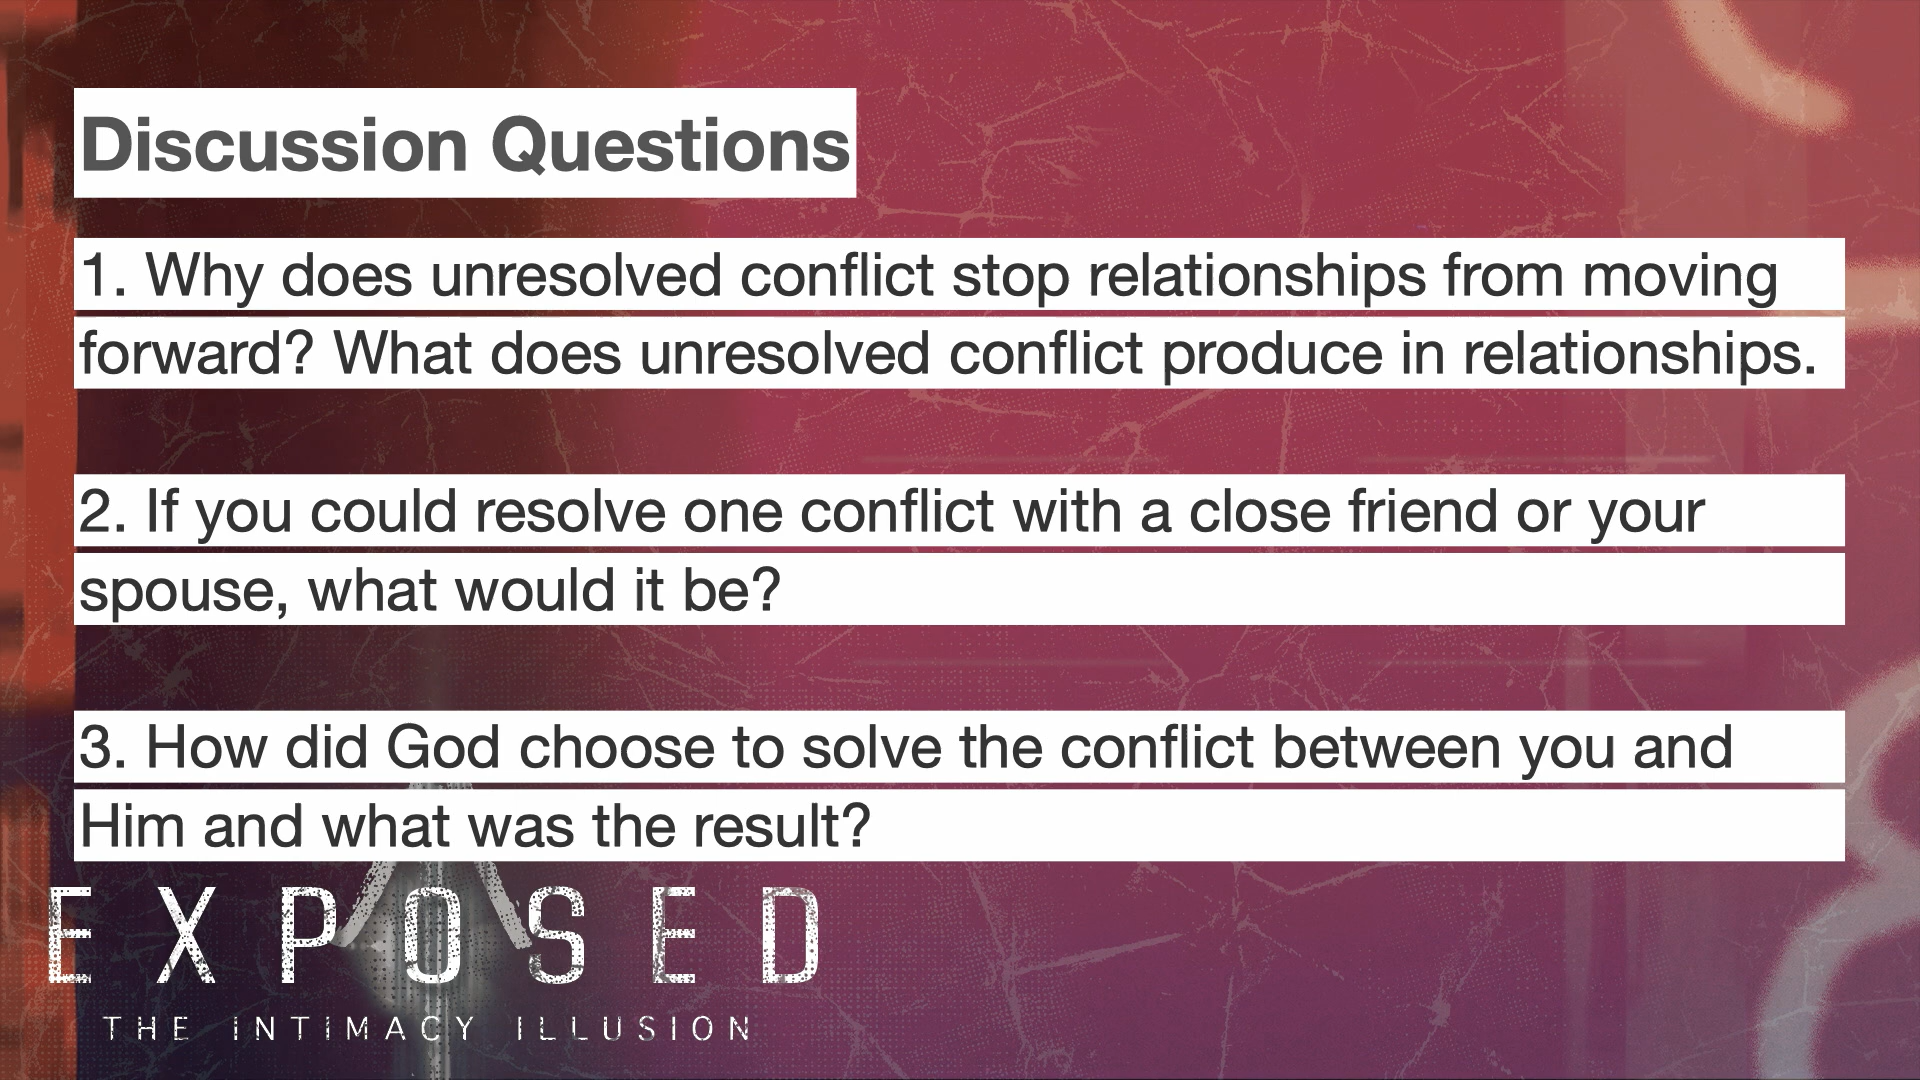 Discussion Questions
1. Why does unresolved conflict stop relationships from moving
forward? What does unresolved conflict produce in relationships.
2. If you could resolve one conflict with a close friend or your
spouse, what would it be?
3. How did God choose to solve the conflict between you and
Him and what was the result?
EXPOSED
THE INTIMACY ILLUSION